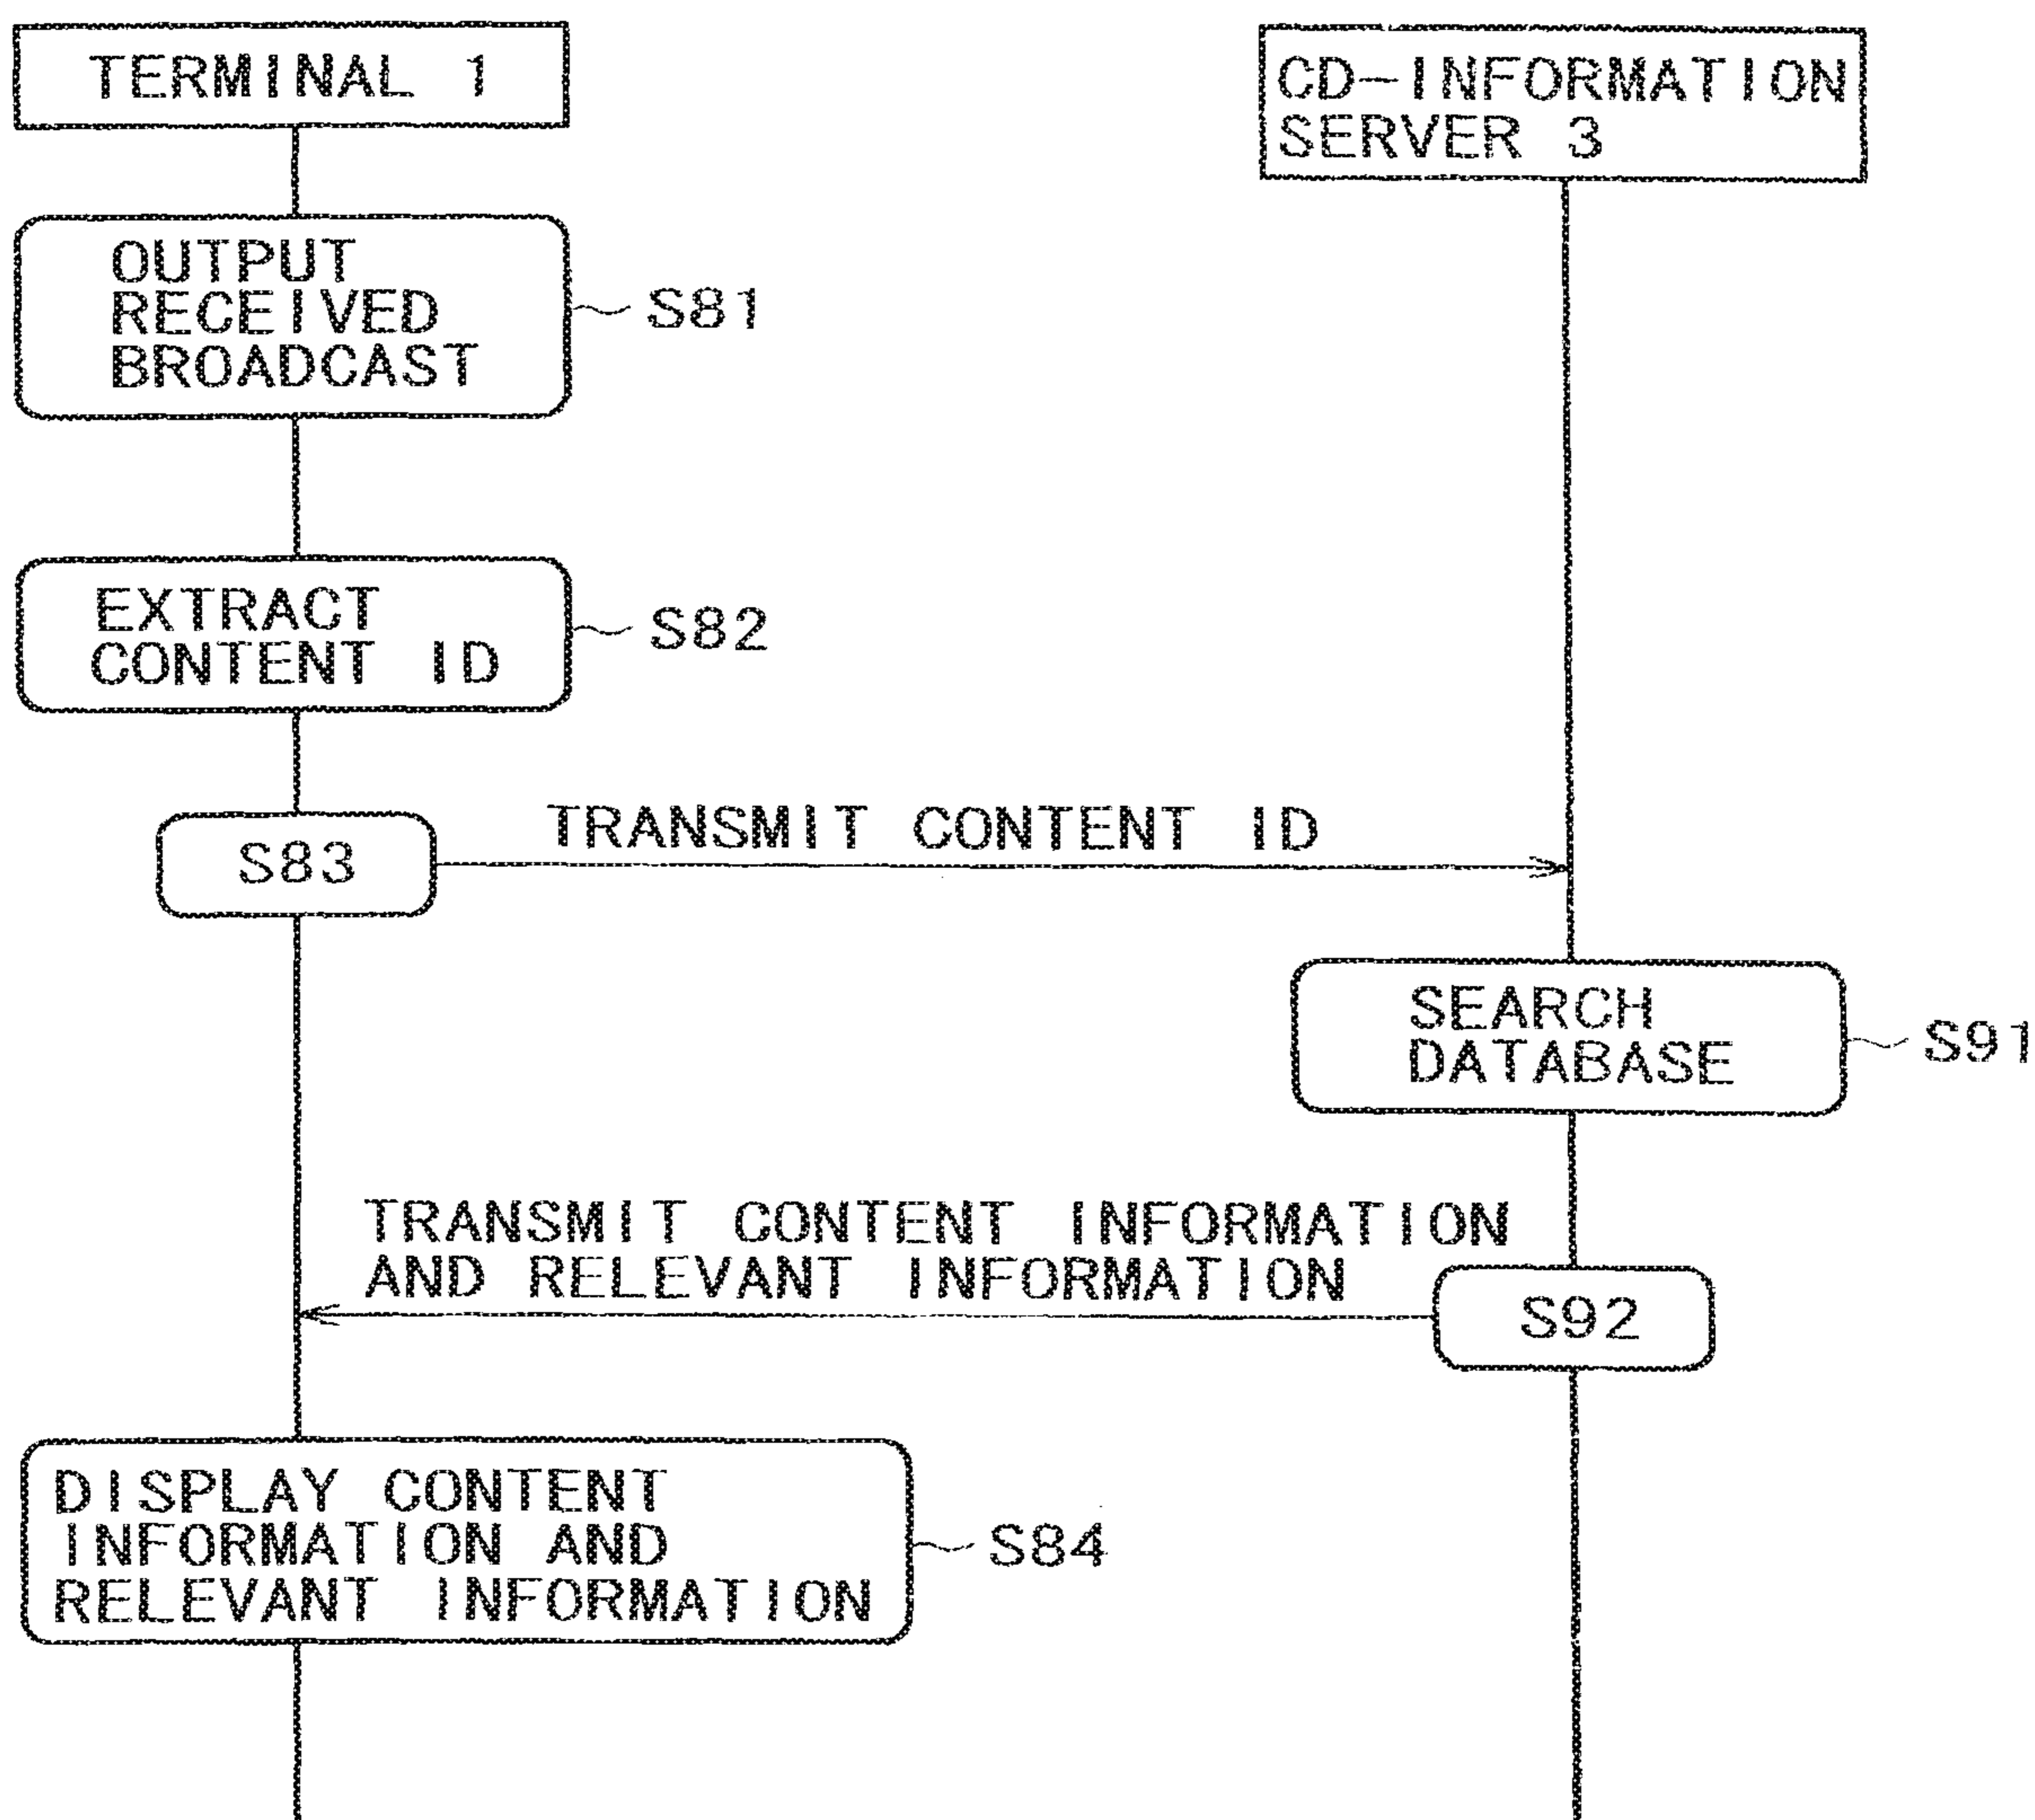 TERMINAL 1
CD-INFORMATION
SERVER 3
OUTPUT
RECEIVED
BROADCAST
S81
EXTRACT
CONTENT ID
S82
S83
TRANSMIT CONTENT ID
SEARCH
DATABASE
S91
TRANSMIT CONTENT INFORMATION
AND RELEVANT INFORMATION
S92
DISPLAY CONTENT
INFORMATION AND
RELEVANT INFORMATION
S84